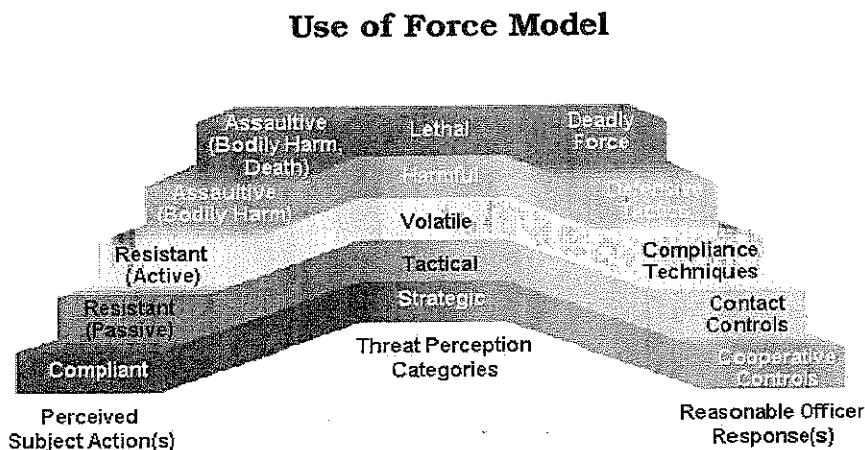 Use of Force Model
Assaultive
(Bodily Harm,
Death)
Lethal
Deadly
Force
Assaultive
(Bodily Harm)
Harmful
Defensive
Tactics
Resistant
(Active)
Volatile
Compliance
Techniques
Resistant
(Passive)
Tactical
Contact
Controls
Compliant
Strategic
Cooperative
Controls
Perceived
Subject Action(s)
Threat Perception
Categories
Reasonable Officer
Response(s)